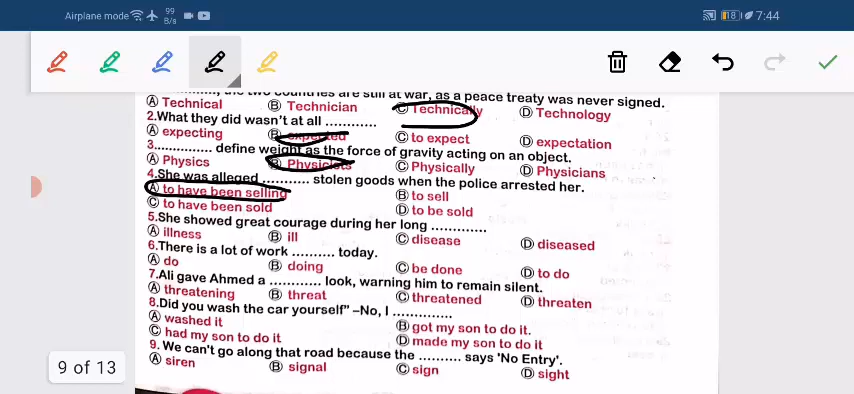 Airplane mode 99 B/s 18 7:44
the two countries are still at war, as a peace treaty was never signed.
Ⓐ Technical Ⓑ Technician Ⓒ Technically Ⓓ Technology
2.What they did wasn't at all ............
Ⓐ expecting Ⓑ expected Ⓒ to expect Ⓓ expectation
3.............. define weight as the force of gravity acting on an object.
Ⓐ Physics Ⓑ Physicists Ⓒ Physically Ⓓ Physicians
4.She was alleged ........... stolen goods when the police arrested her.
Ⓐ to have been selling Ⓑ to sell
Ⓒ to have been sold Ⓓ to be sold
5.She showed great courage during her long .............
Ⓐ illness Ⓑ ill Ⓒ disease Ⓓ diseased
6.There is a lot of work .......... today.
Ⓐ do Ⓑ doing Ⓒ be done Ⓓ to do
7.Ali gave Ahmed a ............ look, warning him to remain silent.
Ⓐ threatening Ⓑ threat Ⓒ threatened Ⓓ threaten
8.Did you wash the car yourself" –No, I ..............
Ⓐ washed it Ⓑ got my son to do it.
Ⓒ had my son to do it Ⓓ made my son to do it
9. We can't go along that road because the .......... says 'No Entry'.
Ⓐ siren Ⓑ signal Ⓒ sign Ⓓ sight
9 of 13